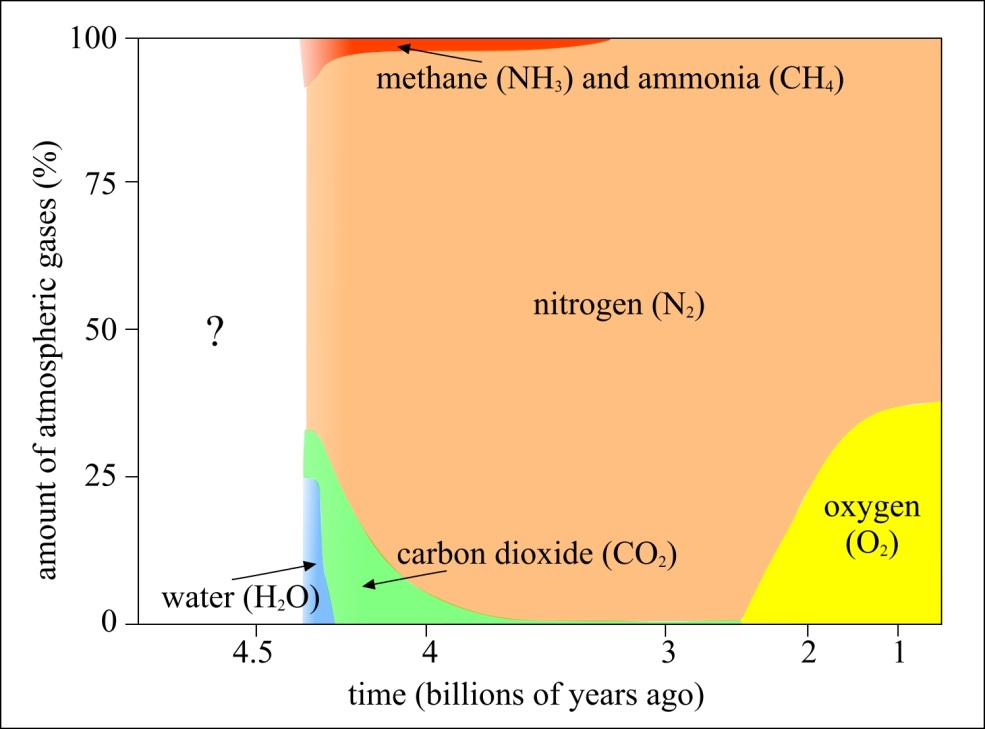 100
methane (NH₃) and ammonia (CH₄)
75
amount of atmospheric gases (%)
nitrogen (N₂)
?
50
25
oxygen
(O₂)
carbon dioxide (CO₂)
water (H₂O)
0
4.5
4
3
2
1
time (billions of years ago)